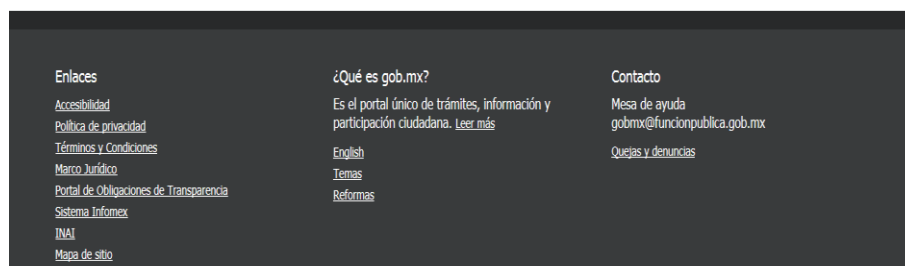 Enlaces
Accesibilidad
Política de privacidad
Términos y Condiciones
Marco Jurídico
Portal de Obligaciones de Transparencia
Sistema Infomex
INAI
Mapa de sitio
¿Qué es gob.mx?
Es el portal único de trámites, información y
participación ciudadana. Leer más
English
Temas
Reformas
Contacto
Mesa de ayuda
gobmx@funcionpublica.gob.mx
Quejas y denuncias